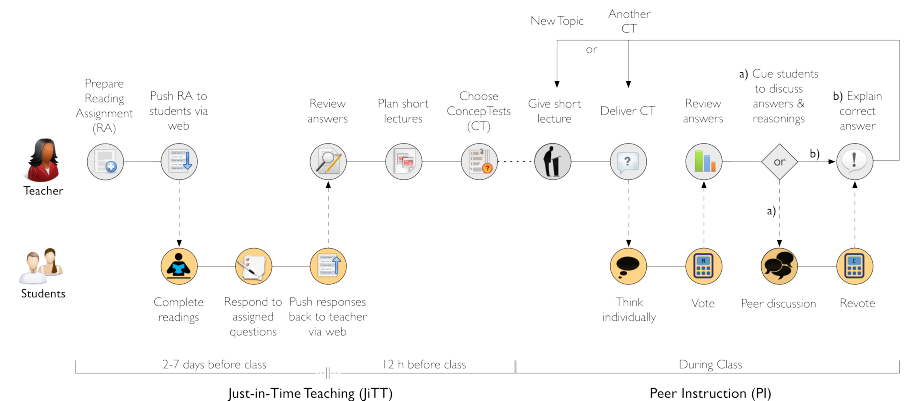 New Topic
Another
CT
or
Prepare
Reading
Assignment
(RA)
Push RA to
students via
web
Review
answers
Plan short
lectures
Choose
ConcepTests
(CT)
Give short
lecture
Deliver CT
Review
answers
a) Cue students
to discuss
answers &
reasonings
b) Explain
correct
answer
Teacher
or
b)
a)
Students
Complete
readings
Respond to
assigned
questions
Push responses
back to teacher
via web
Think
individually
Vote
Peer discussion
Revote
2-7 days before class
12 h before class
During Class
Just-in-Time Teaching (JiTT)
Peer Instruction (PI)